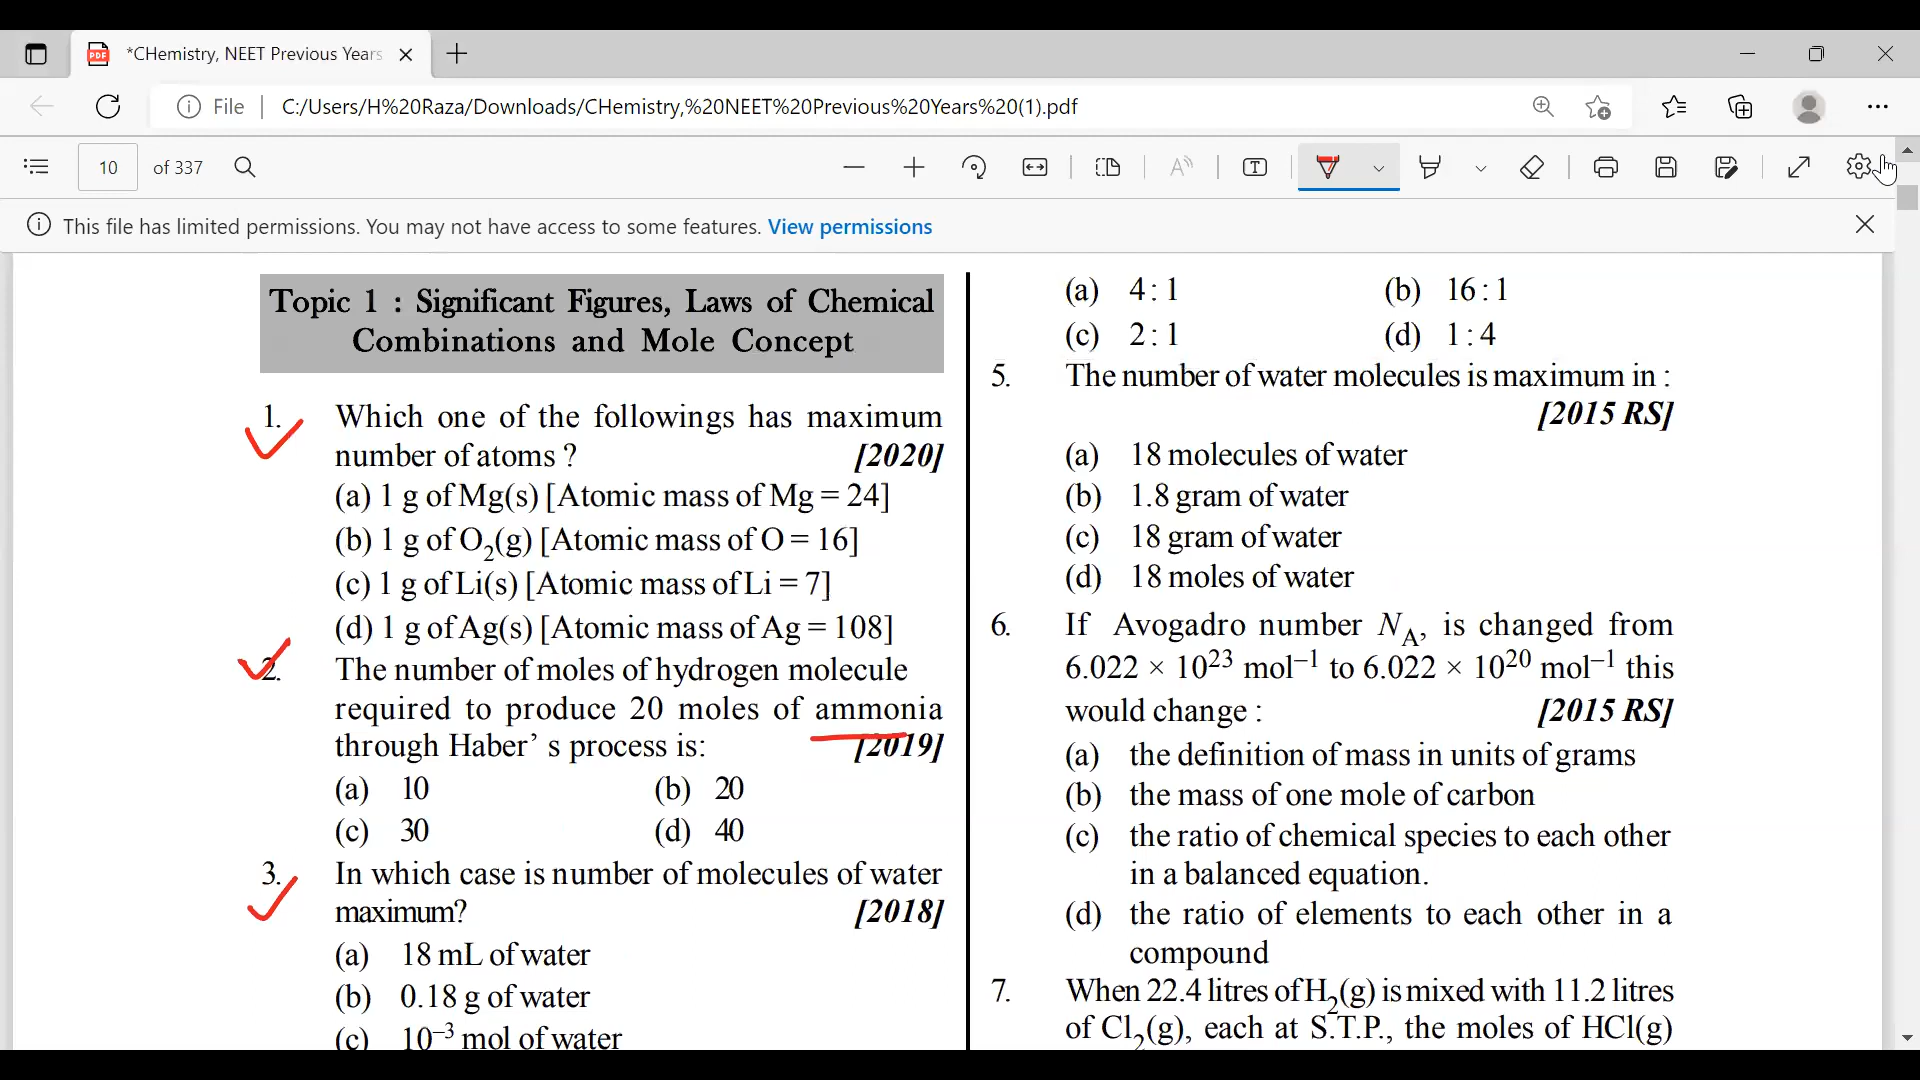 *CHemistry, NEET Previous Years
File
C:/Users/H%20Raza/Downloads/CHemistry,%20NEET%20Previous%20Years%20(1).pdf
10 of 337
This file has limited permissions. You may not have access to some features. View permissions
Topic 1 : Significant Figures, Laws of Chemical
Combinations and Mole Concept
1. Which one of the followings has maximum
number of atoms ? [2020]
(a) 1 g of Mg(s) [Atomic mass of Mg = 24]
(b) 1 g of O₂(g) [Atomic mass of O = 16]
(c) 1 g of Li(s) [Atomic mass of Li = 7]
(d) 1 g of Ag(s) [Atomic mass of Ag = 108]
2. The number of moles of hydrogen molecule
required to produce 20 moles of ammonia
through Haber’ s process is: [2019]
(a) 10 (b) 20
(c) 30 (d) 40
3. In which case is number of molecules of water
maximum? [2018]
(a) 18 mL of water
(b) 0.18 g of water
(c) 10⁻³ mol of water
(a) 4 : 1 (b) 16 : 1
(c) 2 : 1 (d) 1 : 4
5. The number of water molecules is maximum in :
[2015 RS]
(a) 18 molecules of water
(b) 1.8 gram of water
(c) 18 gram of water
(d) 18 moles of water
6. If Avogadro number N_A, is changed from
6.022 × 10²³ mol⁻¹ to 6.022 × 10²⁰ mol⁻¹ this
would change : [2015 RS]
(a) the definition of mass in units of grams
(b) the mass of one mole of carbon
(c) the ratio of chemical species to each other
in a balanced equation.
(d) the ratio of elements to each other in a
compound
7. When 22.4 litres of H₂(g) is mixed with 11.2 litres
of Cl₂(g), each at S.T.P., the moles of HCl(g)